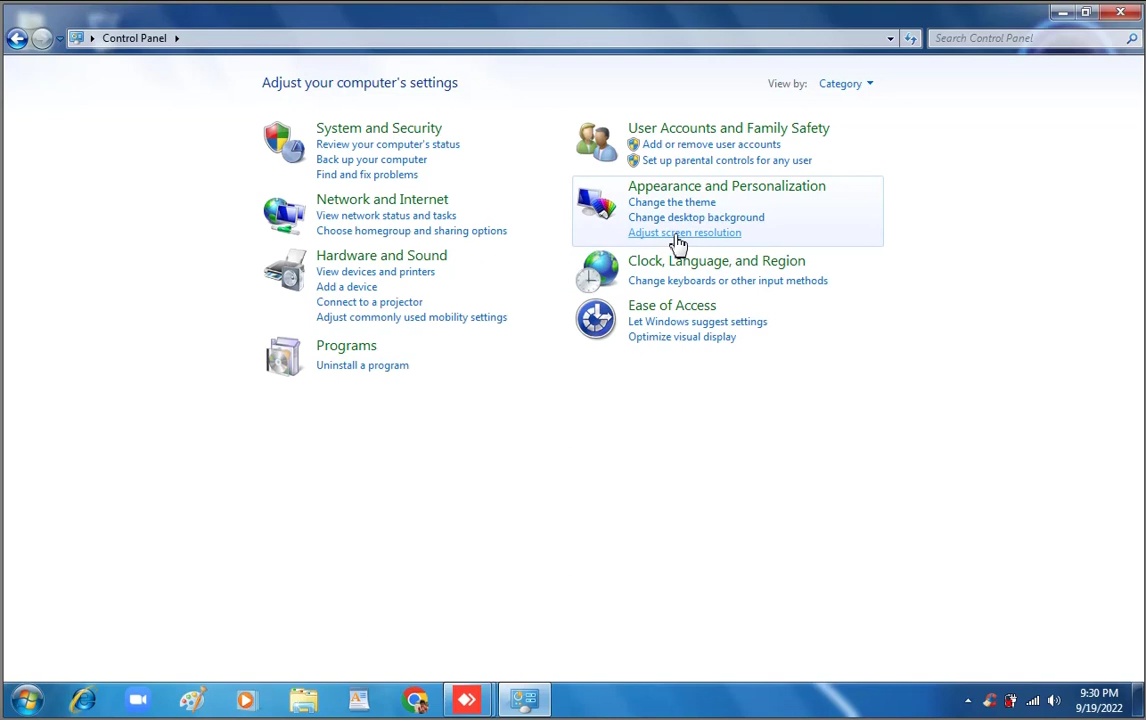 Control Panel
Search Control Panel
Adjust your computer's settings
View by: Category
System and Security
Review your computer's status
Back up your computer
Find and fix problems
Network and Internet
View network status and tasks
Choose homegroup and sharing options
Hardware and Sound
View devices and printers
Add a device
Connect to a projector
Adjust commonly used mobility settings
Programs
Uninstall a program
User Accounts and Family Safety
Add or remove user accounts
Set up parental controls for any user
Appearance and Personalization
Change the theme
Change desktop background
Adjust screen resolution
Clock, Language, and Region
Change keyboards or other input methods
Ease of Access
Let Windows suggest settings
Optimize visual display
9:30 PM
9/19/2022